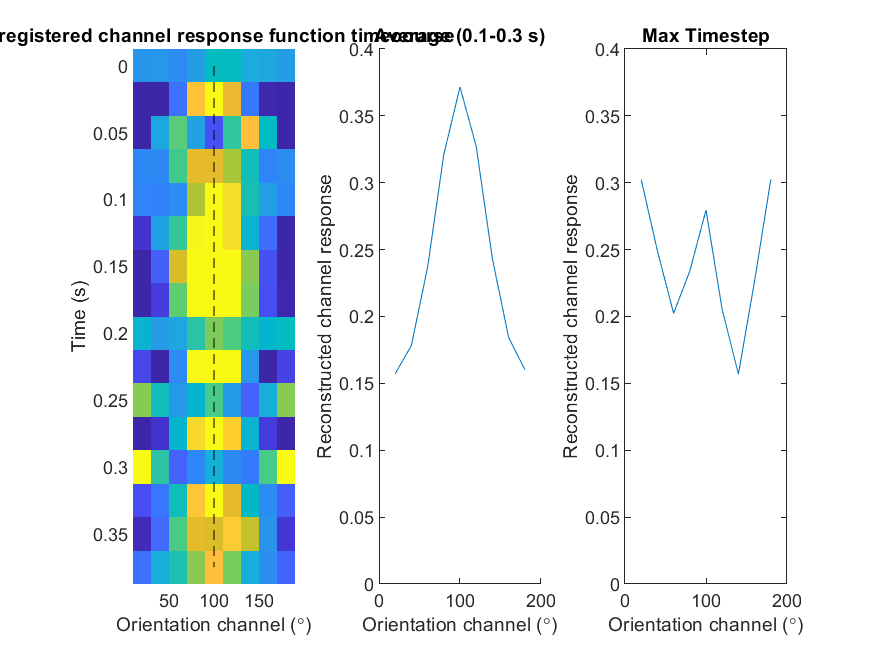 registered channel response function timecourse
Average (0.1-0.3 s)
Max Timestep
0
0.05
0.1
0.15
0.2
0.25
0.3
0.35
Time (s)
50 100 150
Orientation channel (°)
0.4
0.35
0.3
0.25
0.2
0.15
0.1
0.05
0
Reconstructed channel response
0 100 200
Orientation channel (°)
0.4
0.35
0.3
0.25
0.2
0.15
0.1
0.05
0
Reconstructed channel response
0 100 200
Orientation channel (°)